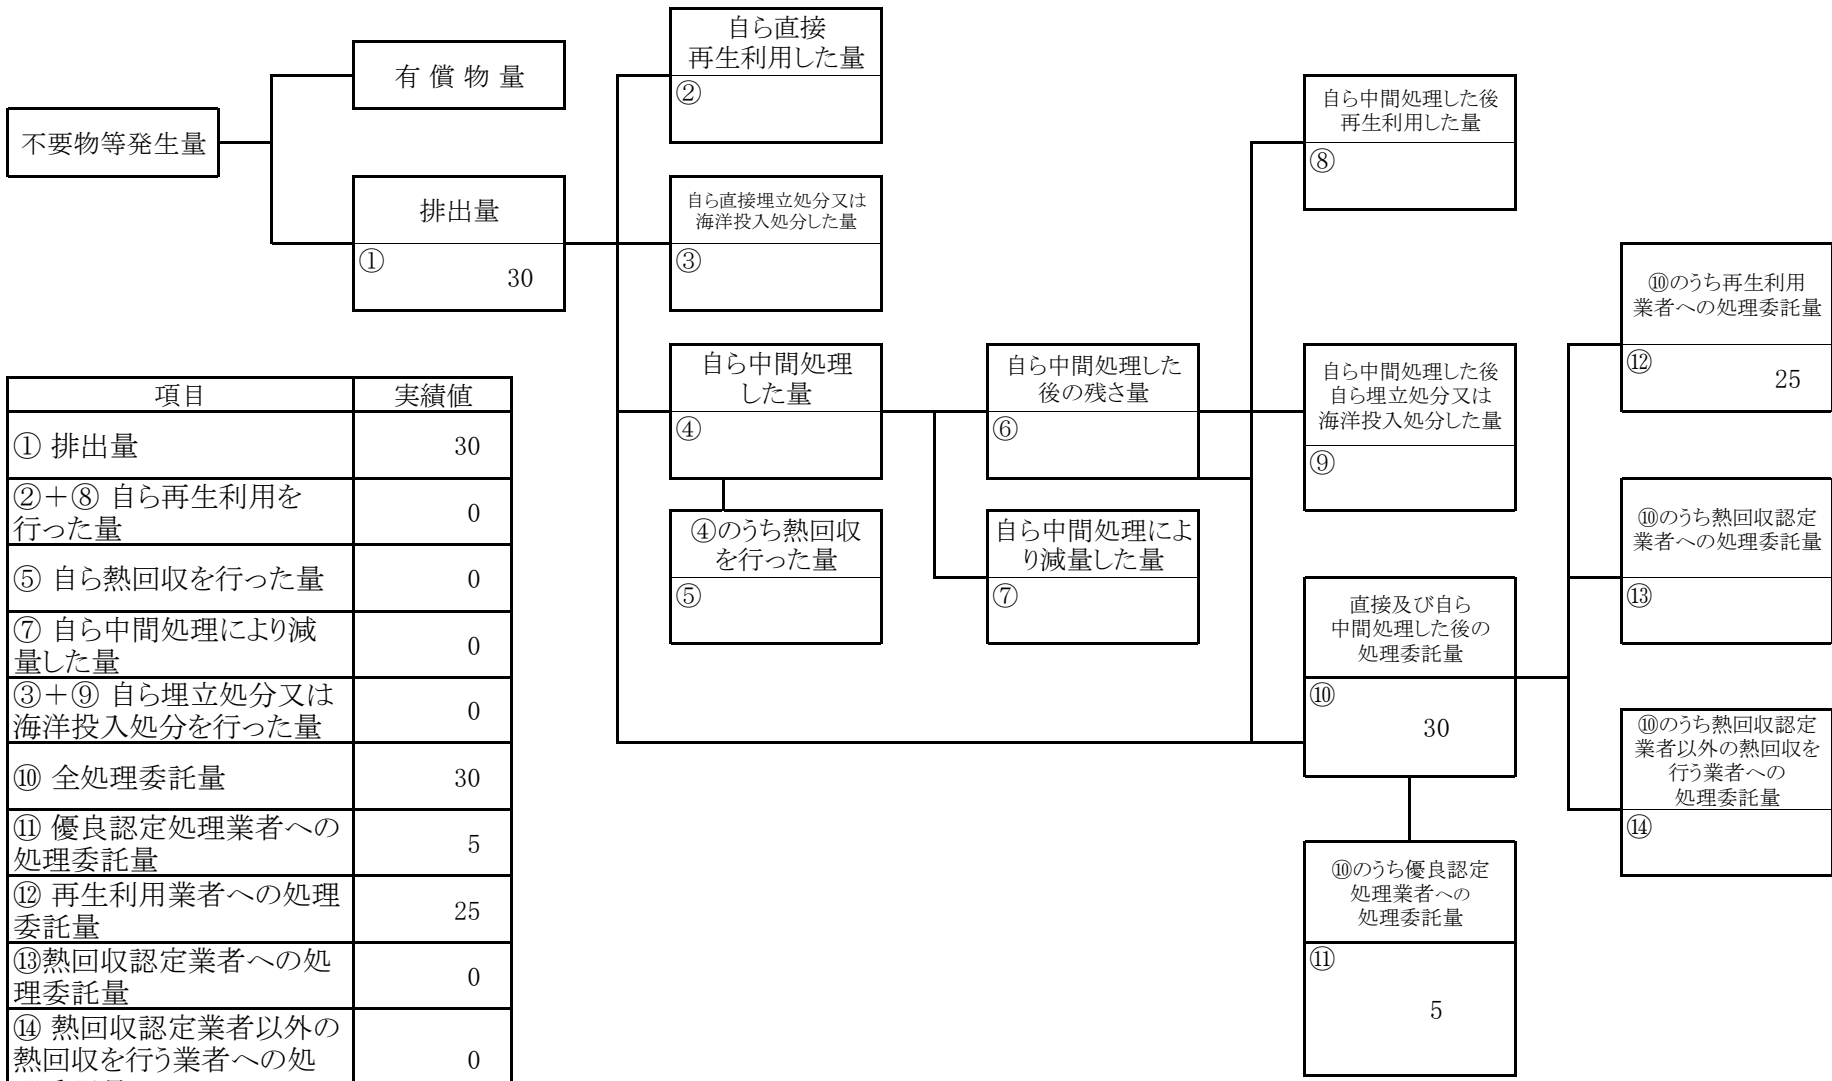 不要物等発生量
有償物量
排出量
①
30
自ら直接
再生利用した量
②
自ら直接埋立処分又は
海洋投入処分した量
③
自ら中間処理
した量
④
④のうち熱回収
を行った量
⑤
自ら中間処理した
後の残さ量
⑥
自ら中間処理によ
り減量した量
⑦
自ら中間処理した後
再生利用した量
⑧
自ら中間処理した後
自ら埋立処分又は
海洋投入処分した量
⑨
直接及び自ら
中間処理した後の
処理委託量
⑩
30
⑩のうち優良認定
処理業者への
処理委託量
⑪
5
⑩のうち再生利用
業者への処理委託量
⑫
25
⑩のうち熱回収認定
業者への処理委託量
⑬
⑩のうち熱回収認定
業者以外の熱回収を
行う業者への
処理委託量
⑭
項目 実績値
① 排出量 30
②+⑧ 自ら再生利用を
行った量 0
⑤ 自ら熱回収を行った量 0
⑦ 自ら中間処理により減
量した量 0
③+⑨ 自ら埋立処分又は
海洋投入処分を行った量 0
⑩ 全処理委託量 30
⑪ 優良認定処理業者への
処理委託量 5
⑫ 再生利用業者への処理
委託量 25
⑬熱回収認定業者への処
理委託量 0
⑭ 熱回収認定業者以外の
熱回収を行う業者への処 0